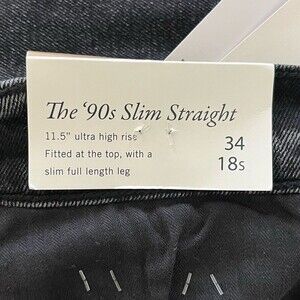 The '90s Slim Straight
11.5" ultra high rise
Fitted at the top, with a
slim full length leg
34
18s